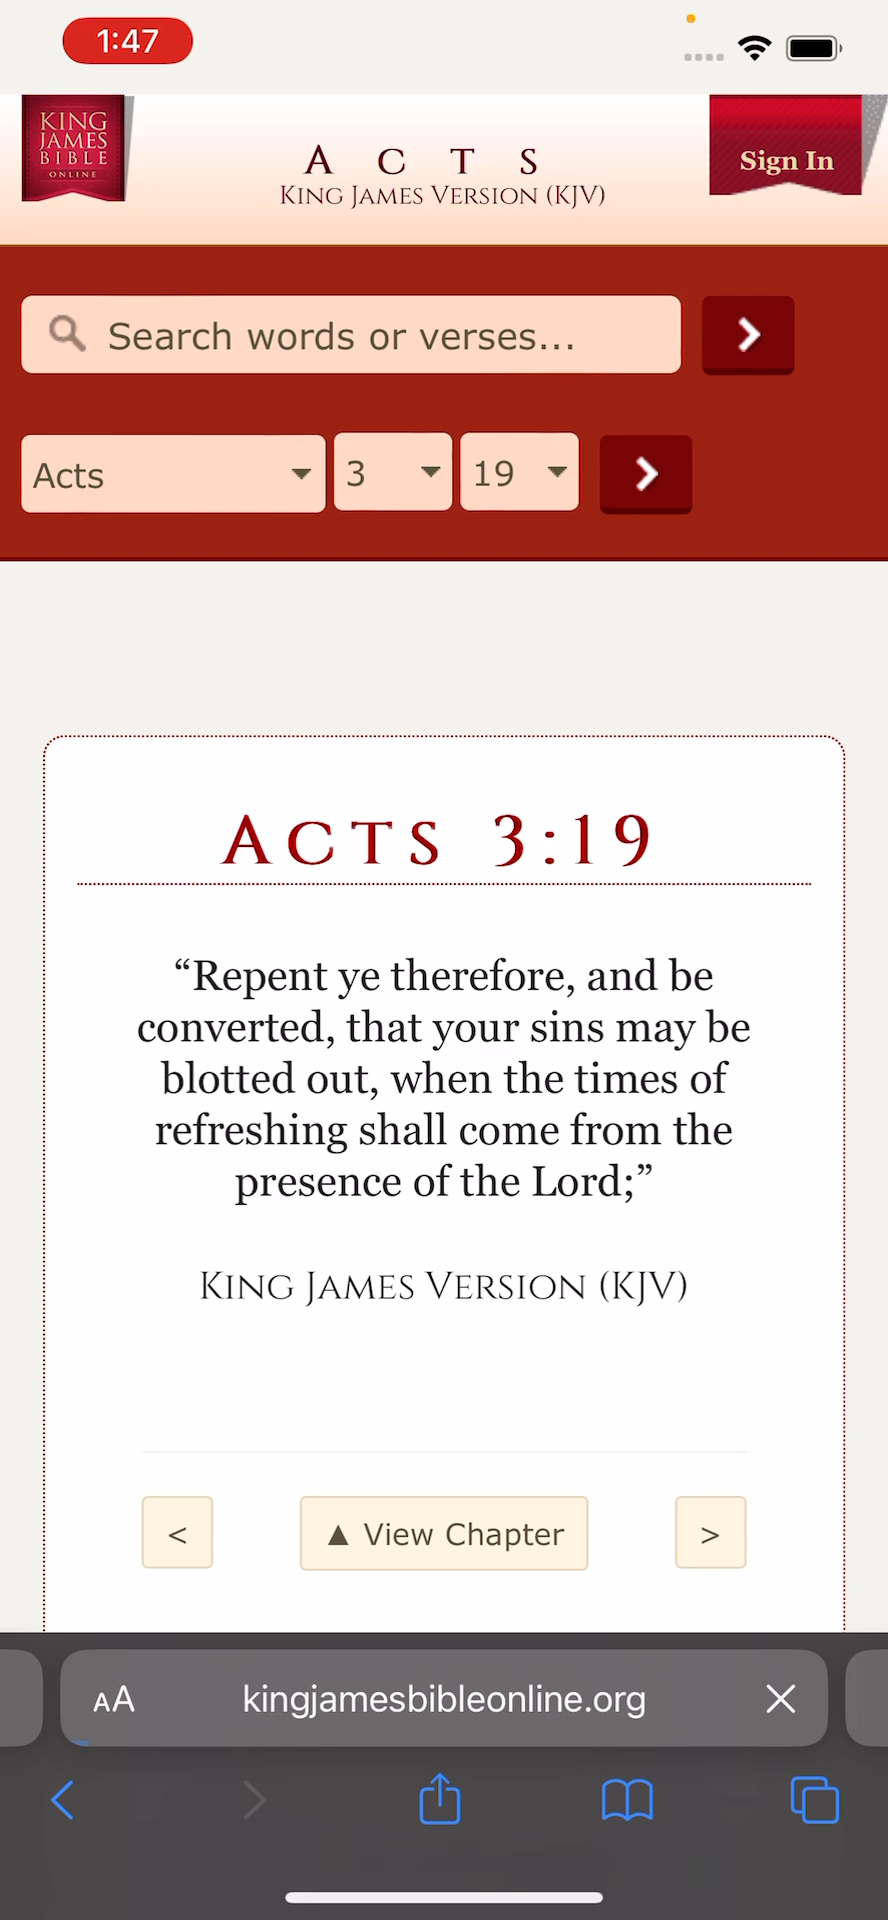 1:47
KING
JAMES
BIBLE
ONLINE
ACTS
KING JAMES VERSION (KJV)
Sign In
Search words or verses...
Acts
3
19
ACTS 3:19
“Repent ye therefore, and be
converted, that your sins may be
blotted out, when the times of
refreshing shall come from the
presence of the Lord;”
KING JAMES VERSION (KJV)
<
▲ View Chapter
>
AA
kingjamesbibleonline.org